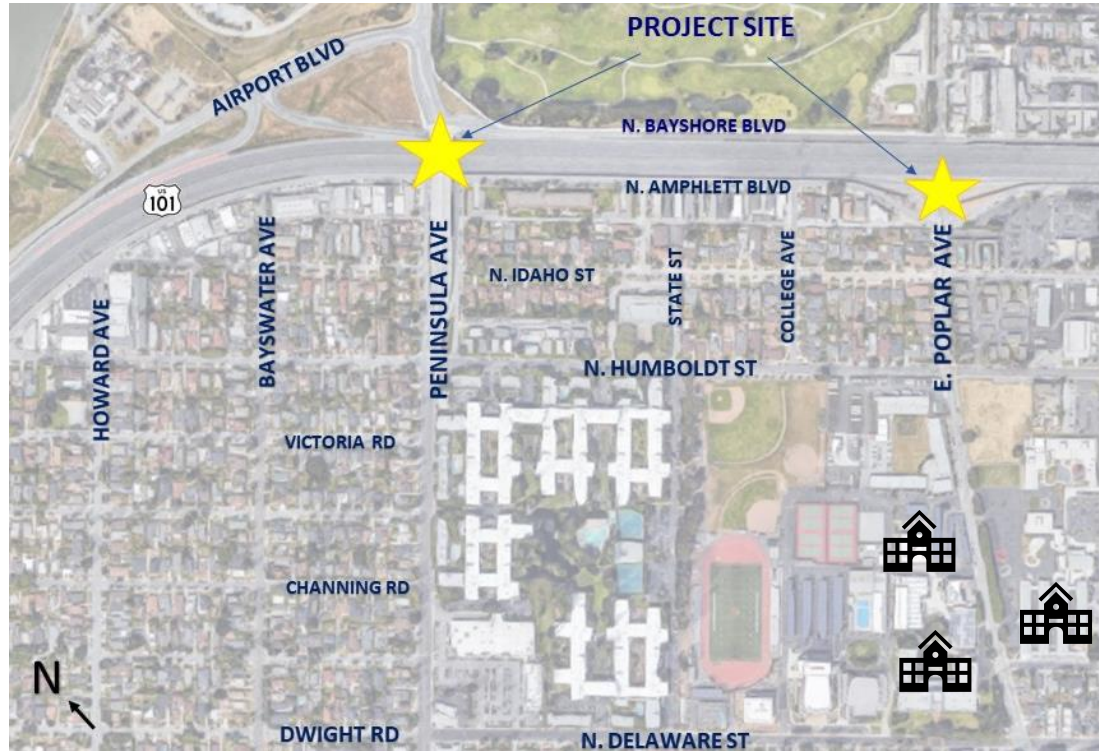 PROJECT SITE
AIRPORT BLVD
N. BAYSHORE BLVD
N. AMPHLETT BLVD
US
101
HOWARD AVE
BAYSWATER AVE
PENINSULA AVE
N. IDAHO ST
STATE ST
COLLEGE AVE
E. POPLAR AVE
N. HUMBOLDT ST
VICTORIA RD
CHANNING RD
N
DWIGHT RD
N. DELAWARE ST